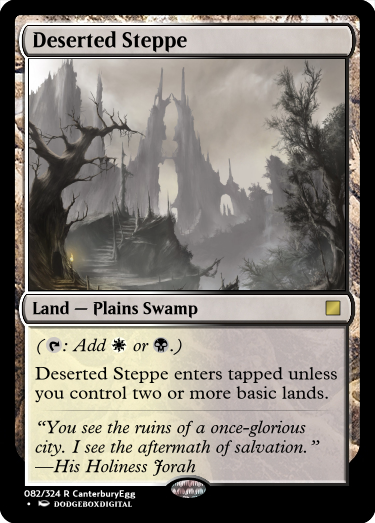 Deserted Steppe
Land — Plains Swamp
( : Add or .)
Deserted Steppe enters tapped unless
you control two or more basic lands.
“You see the ruins of a once-glorious
city. I see the aftermath of salvation.”
—His Holiness Jorah
082/324 R CanterburyEgg
• DODGEBOXDIGITAL